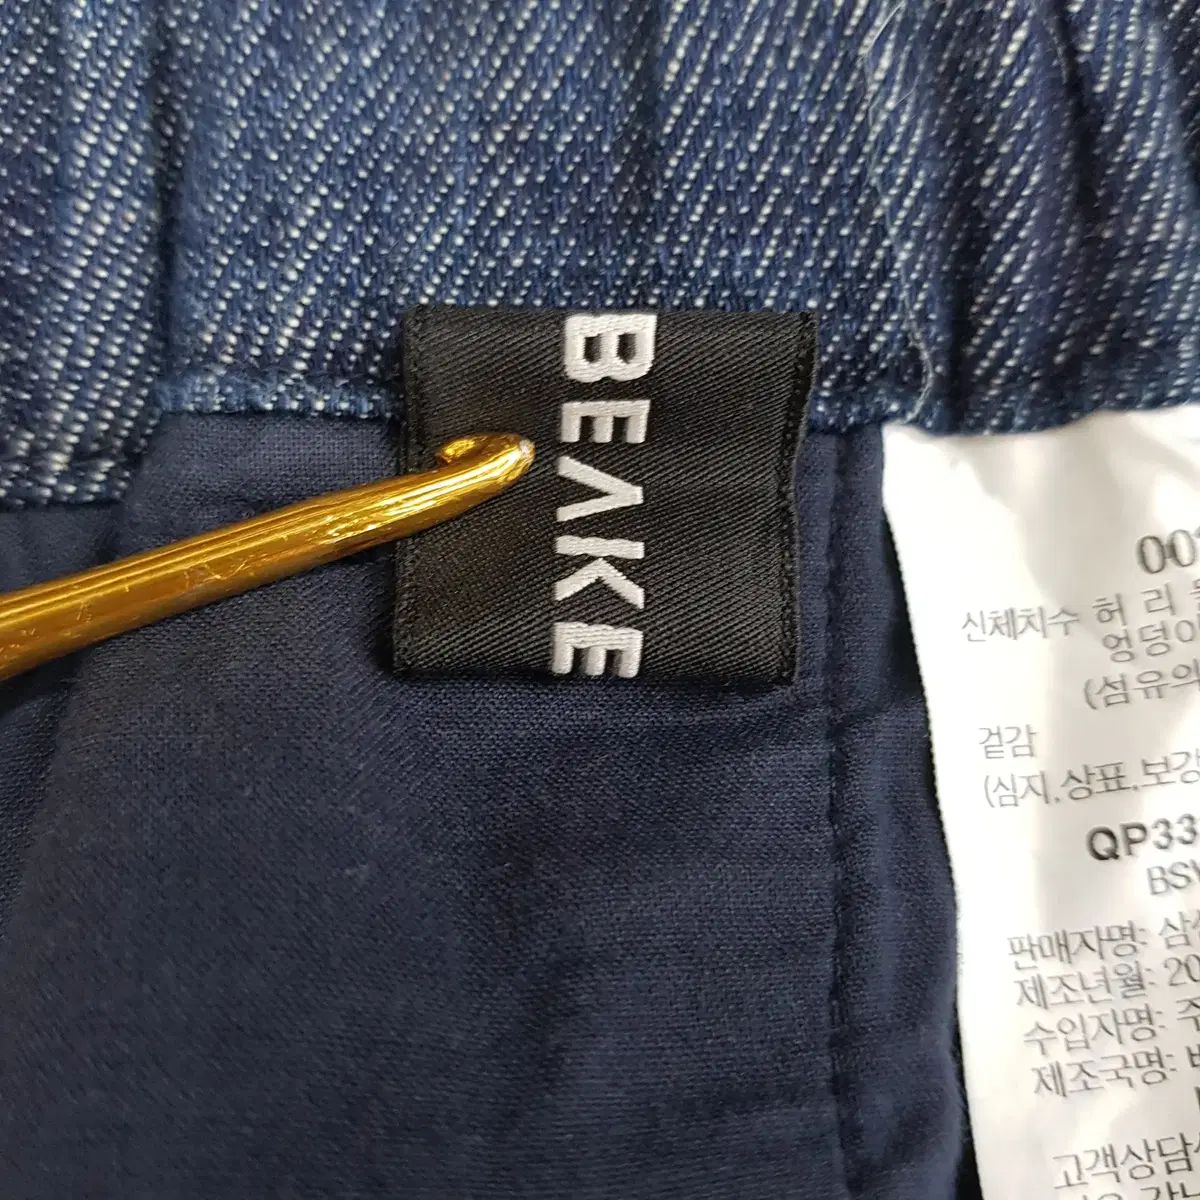 BEAKE
00
신체치수 허 리
엉덩이
(섬유의
겉감
(심지,상표,보강
QP33
BSV
판매자명: 삼성
제조년월: 20
수입자명: 주
제조국명:
고객상담